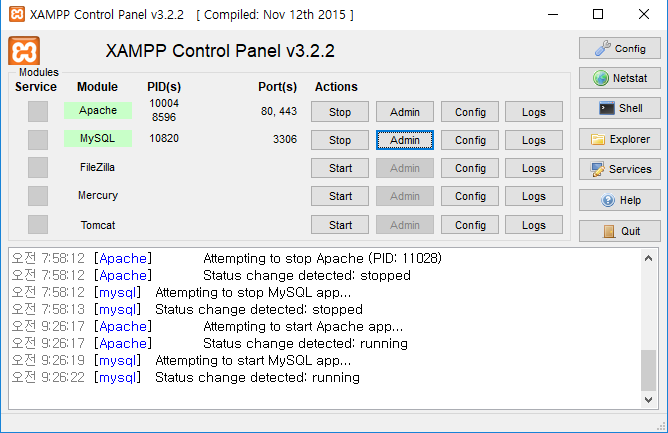 XAMPP Control Panel v3.2.2 [ Compiled: Nov 12th 2015 ]
XAMPP Control Panel v3.2.2
Config
Modules
Service Module PID(s) Port(s) Actions
Netstat
Apache 10004 8596 80, 443 Stop Admin Config Logs
Shell
MySQL 10820 3306 Stop Admin Config Logs
Explorer
FileZilla Start Admin Config Logs
Services
Mercury Start Admin Config Logs
Help
Tomcat Start Admin Config Logs
Quit
오전 7:58:12 [Apache] Attempting to stop Apache (PID: 11028)
오전 7:58:12 [Apache] Status change detected: stopped
오전 7:58:12 [mysql] Attempting to stop MySQL app...
오전 7:58:13 [mysql] Status change detected: stopped
오전 9:26:17 [Apache] Attempting to start Apache app...
오전 9:26:17 [Apache] Status change detected: running
오전 9:26:19 [mysql] Attempting to start MySQL app...
오전 9:26:22 [mysql] Status change detected: running